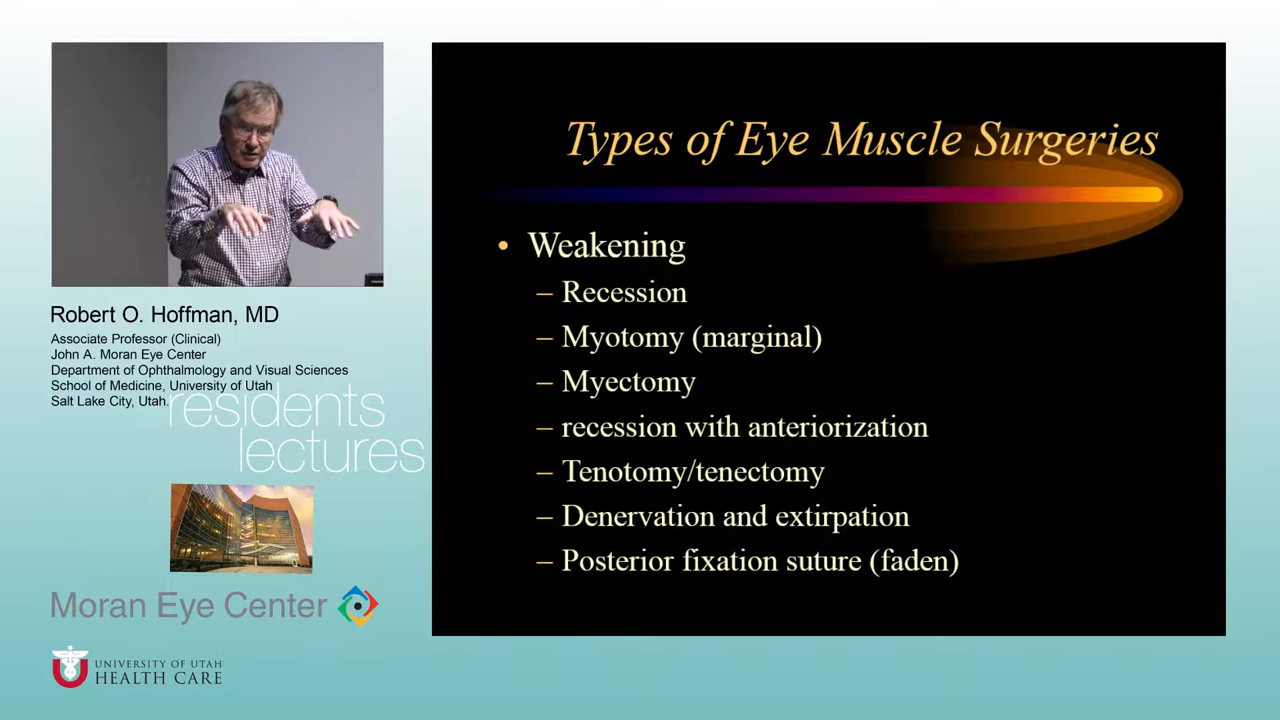 Robert O. Hoffman, MD
Associate Professor (Clinical)
John A. Moran Eye Center
Department of Ophthalmology and Visual Sciences
School of Medicine, University of Utah
Salt Lake City, Utah.
residents
lectures
Moran Eye Center
UNIVERSITY OF UTAH
HEALTH CARE
Types of Eye Muscle Surgeries
• Weakening
– Recession
– Myotomy (marginal)
– Myectomy
– recession with anteriorization
– Tenotomy/tenectomy
– Denervation and extirpation
– Posterior fixation suture (faden)